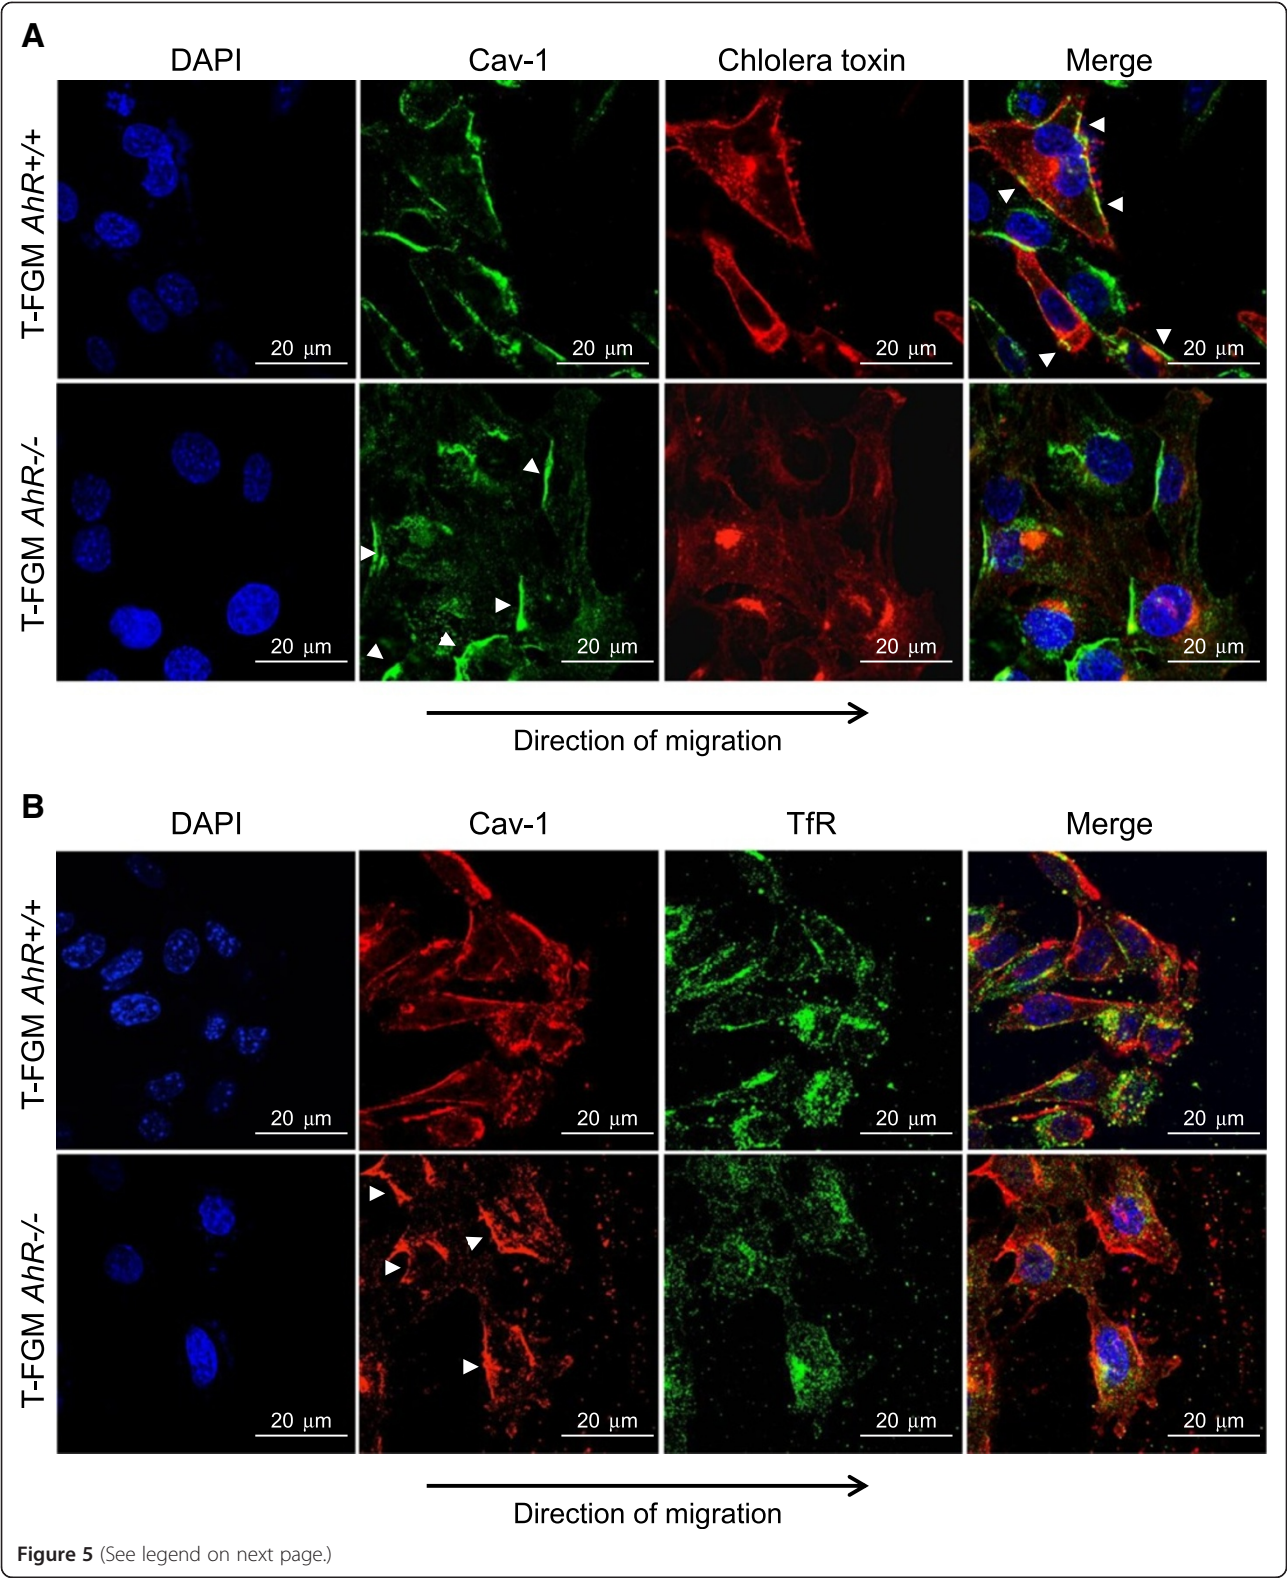 A
DAPI Cav-1 Chlolera toxin Merge
T-FGM AhR+/+
20 μm 20 μm 20 μm 20 μm
T-FGM AhR-/-
20 μm 20 μm 20 μm 20 μm
Direction of migration
B
DAPI Cav-1 TfR Merge
T-FGM AhR+/+
20 μm 20 μm 20 μm 20 μm
T-FGM AhR-/-
20 μm 20 μm 20 μm 20 μm
Direction of migration
Figure 5 (See legend on next page.)